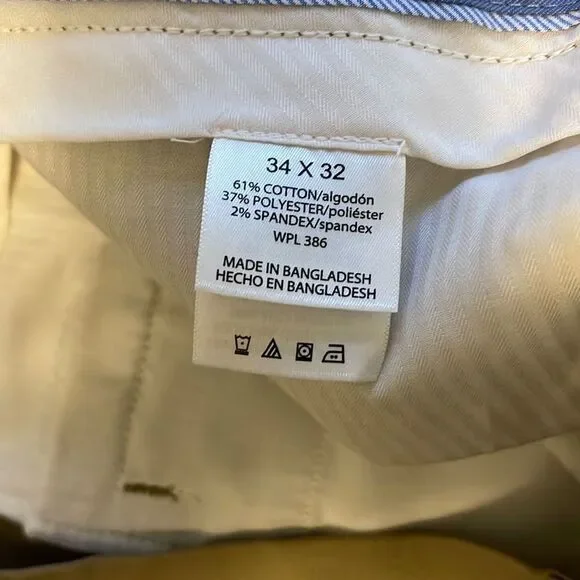 34 X 32
61% COTTON/algodón
37% POLYESTER/poliéster
2% SPANDEX/spandex
WPL 386
MADE IN BANGLADESH
HECHO EN BANGLADESH